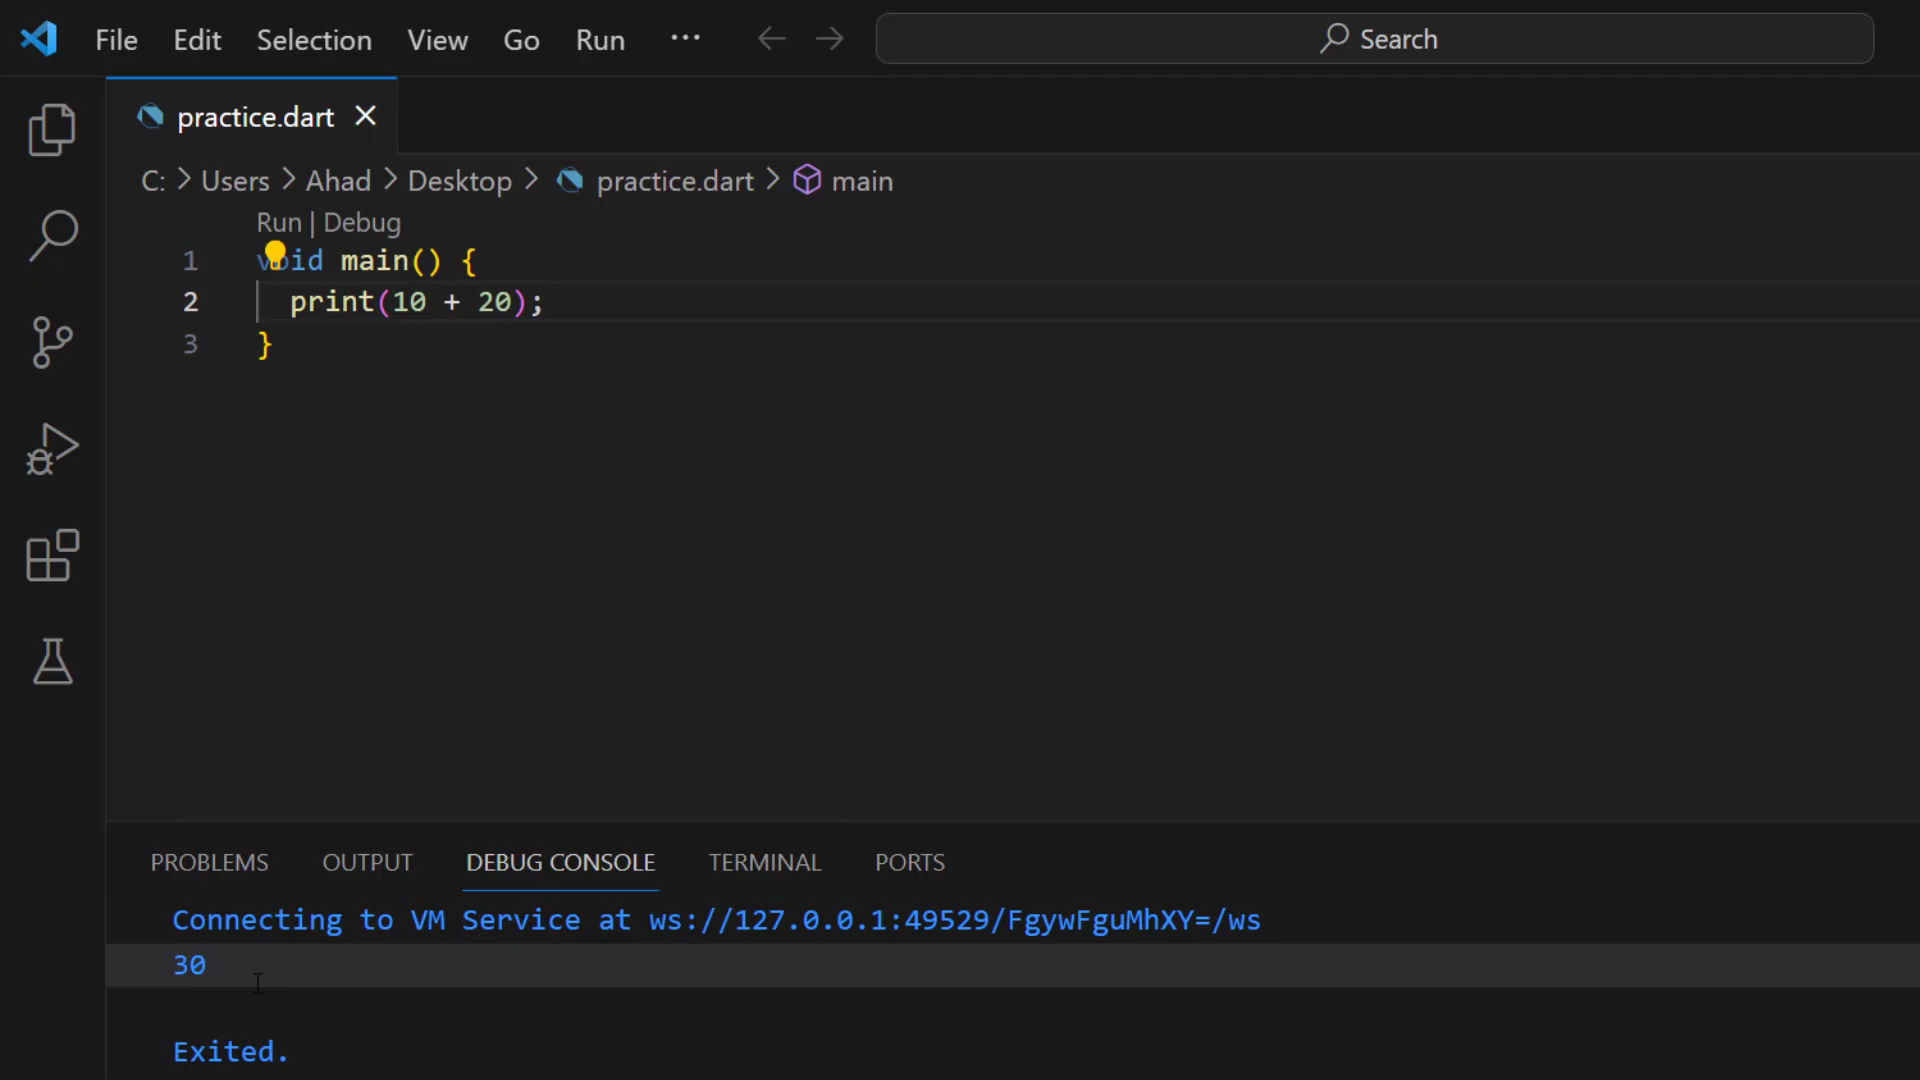 File Edit Selection View Go Run ··· Search
practice.dart
C: > Users > Ahad > Desktop > practice.dart > main
Run | Debug
1 void main() {
2 print(10 + 20);
3 }
PROBLEMS OUTPUT DEBUG CONSOLE TERMINAL PORTS
Connecting to VM Service at ws://127.0.0.1:49529/FgywFguMhXY=/ws
30
Exited.